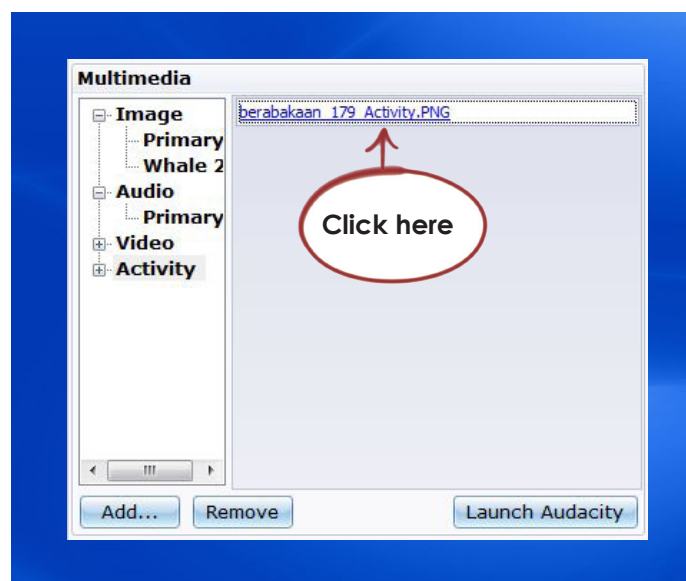 Multimedia
Image
Primary
Whale 2
Audio
Primary
Video
Activity
berabakaan_179_Activity.PNG
Click here
Add...
Remove
Launch Audacity